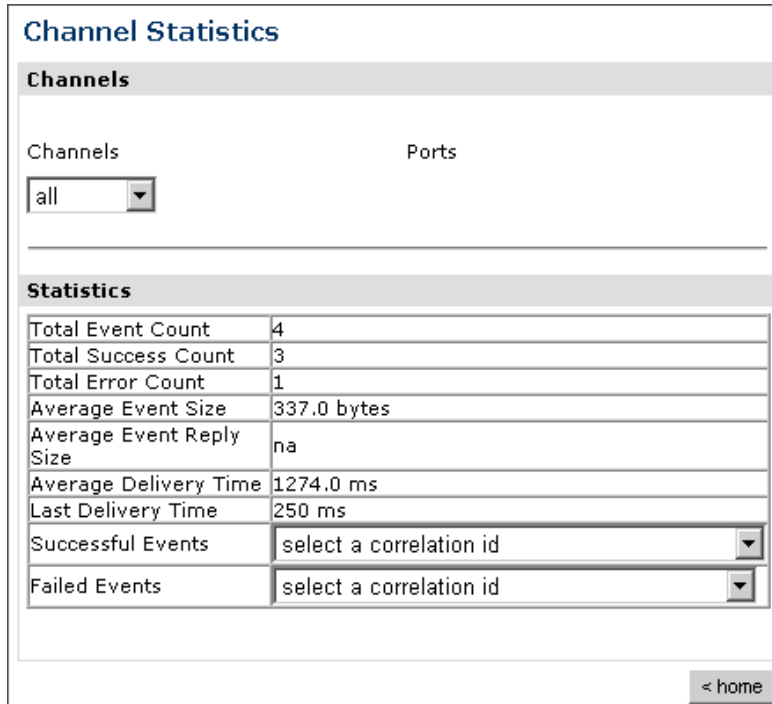 Channel Statistics
Channels
Channels Ports
all
Statistics
Total Event Count 4
Total Success Count 3
Total Error Count 1
Average Event Size 337.0 bytes
Average Event Reply
Size na
Average Delivery Time 1274.0 ms
Last Delivery Time 250 ms
Successful Events select a correlation id
Failed Events select a correlation id
< home